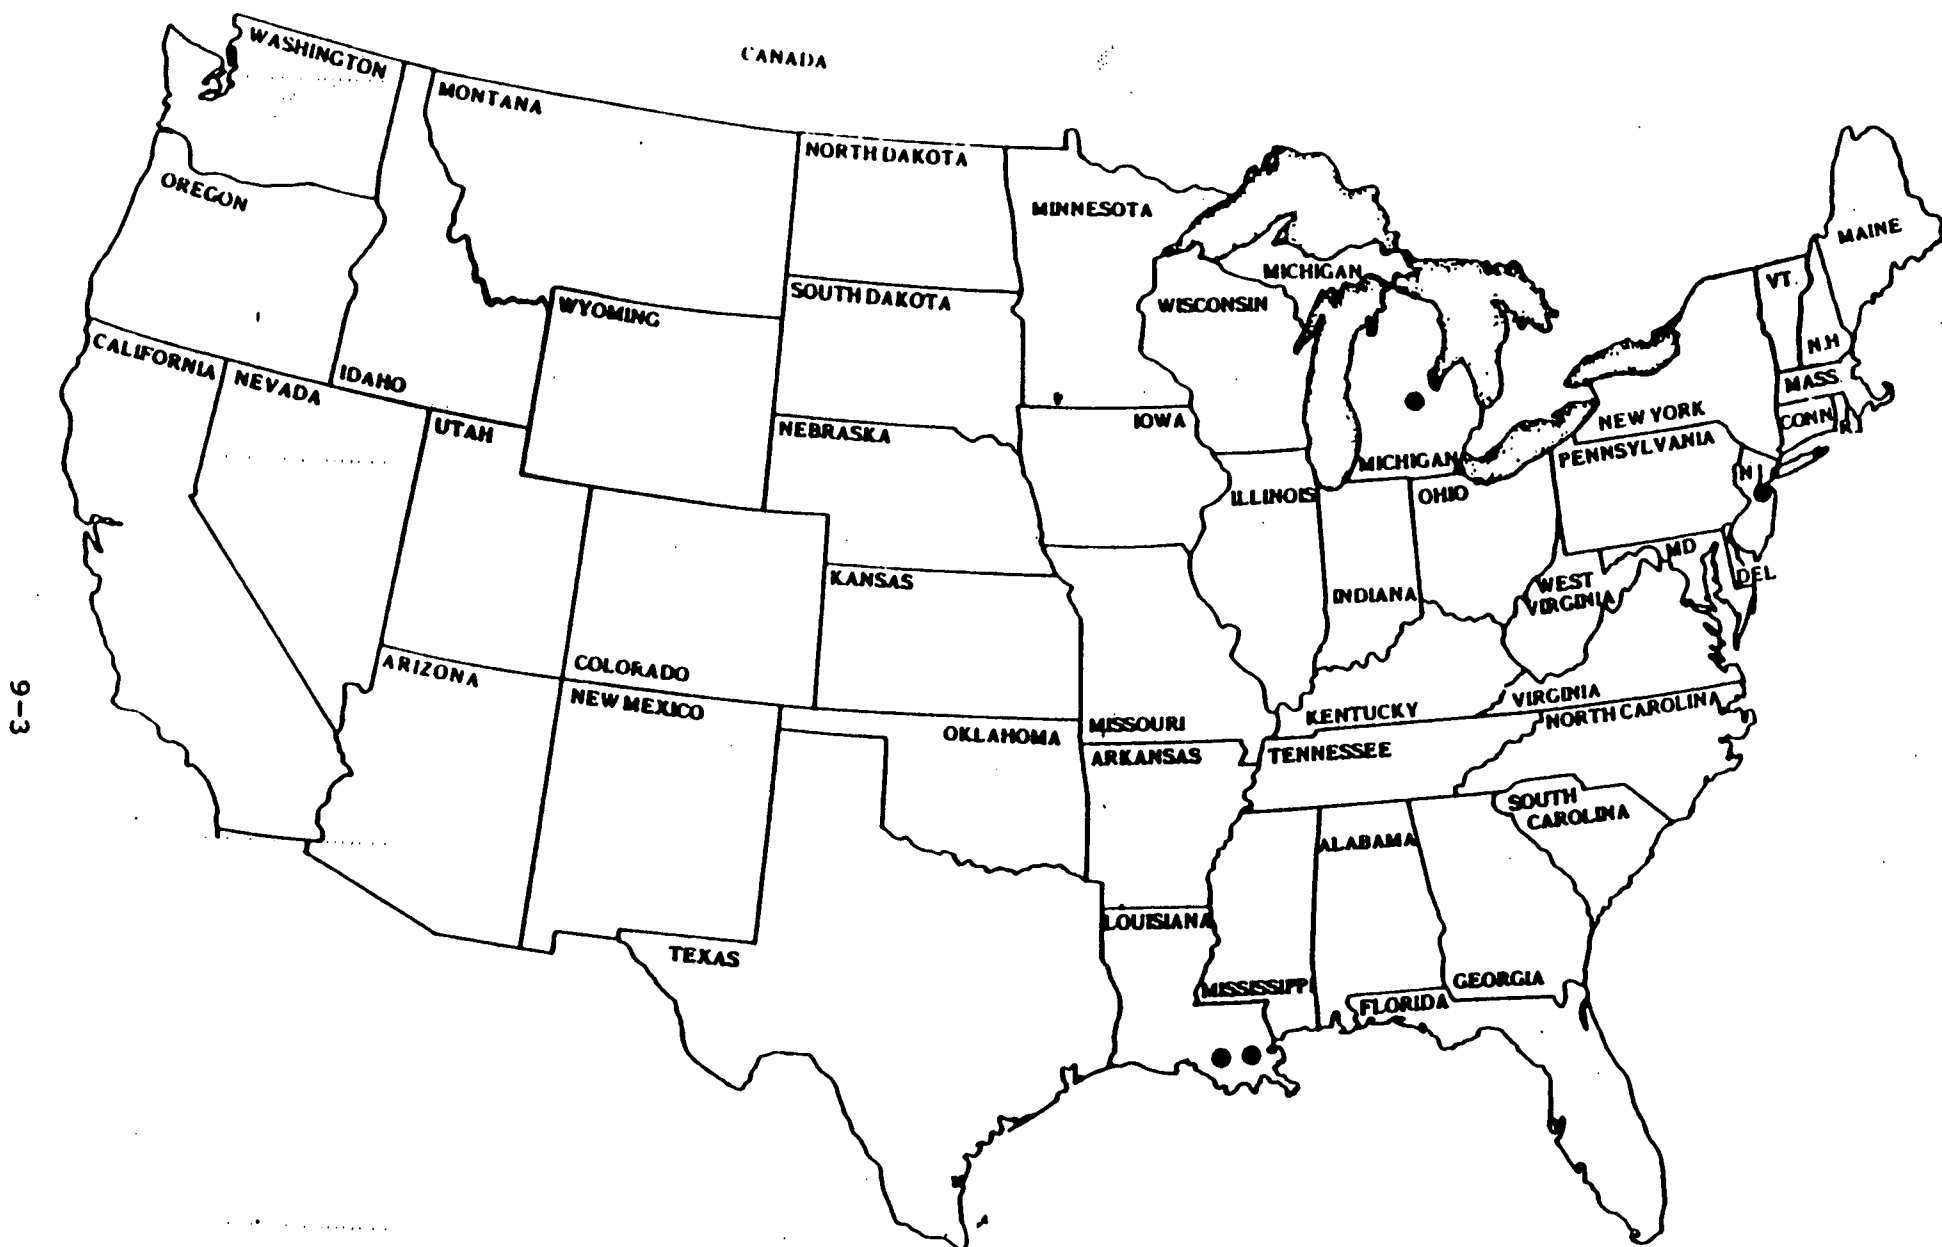 CANADA
WASHINGTON
MONTANA
NORTH DAKOTA
MINNESOTA
OREGON
MAINE
MICHIGAN
VT.
WISCONSIN
SOUTH DAKOTA
WYOMING
CALIFORNIA
NEVADA
IDAHO
N.H
MASS.
UTAH
NEBRASKA
IOWA
NEW YORK
CONN
R.I
PENNSYLVANIA
MICHIGAN
N J
ILLINOIS
OHIO
MD
DEL
KANSAS
INDIANA
WEST
VIRGINIA
ARIZONA
COLORADO
NEW MEXICO
9-3
OKLAHOMA
MISSOURI
KENTUCKY
VIRGINIA
NORTH CAROLINA
ARKANSAS
TENNESSEE
SOUTH
CAROLINA
ALABAMA
LOUISIANA
TEXAS
MISSISSIPPI
GEORGIA
FLORIDA